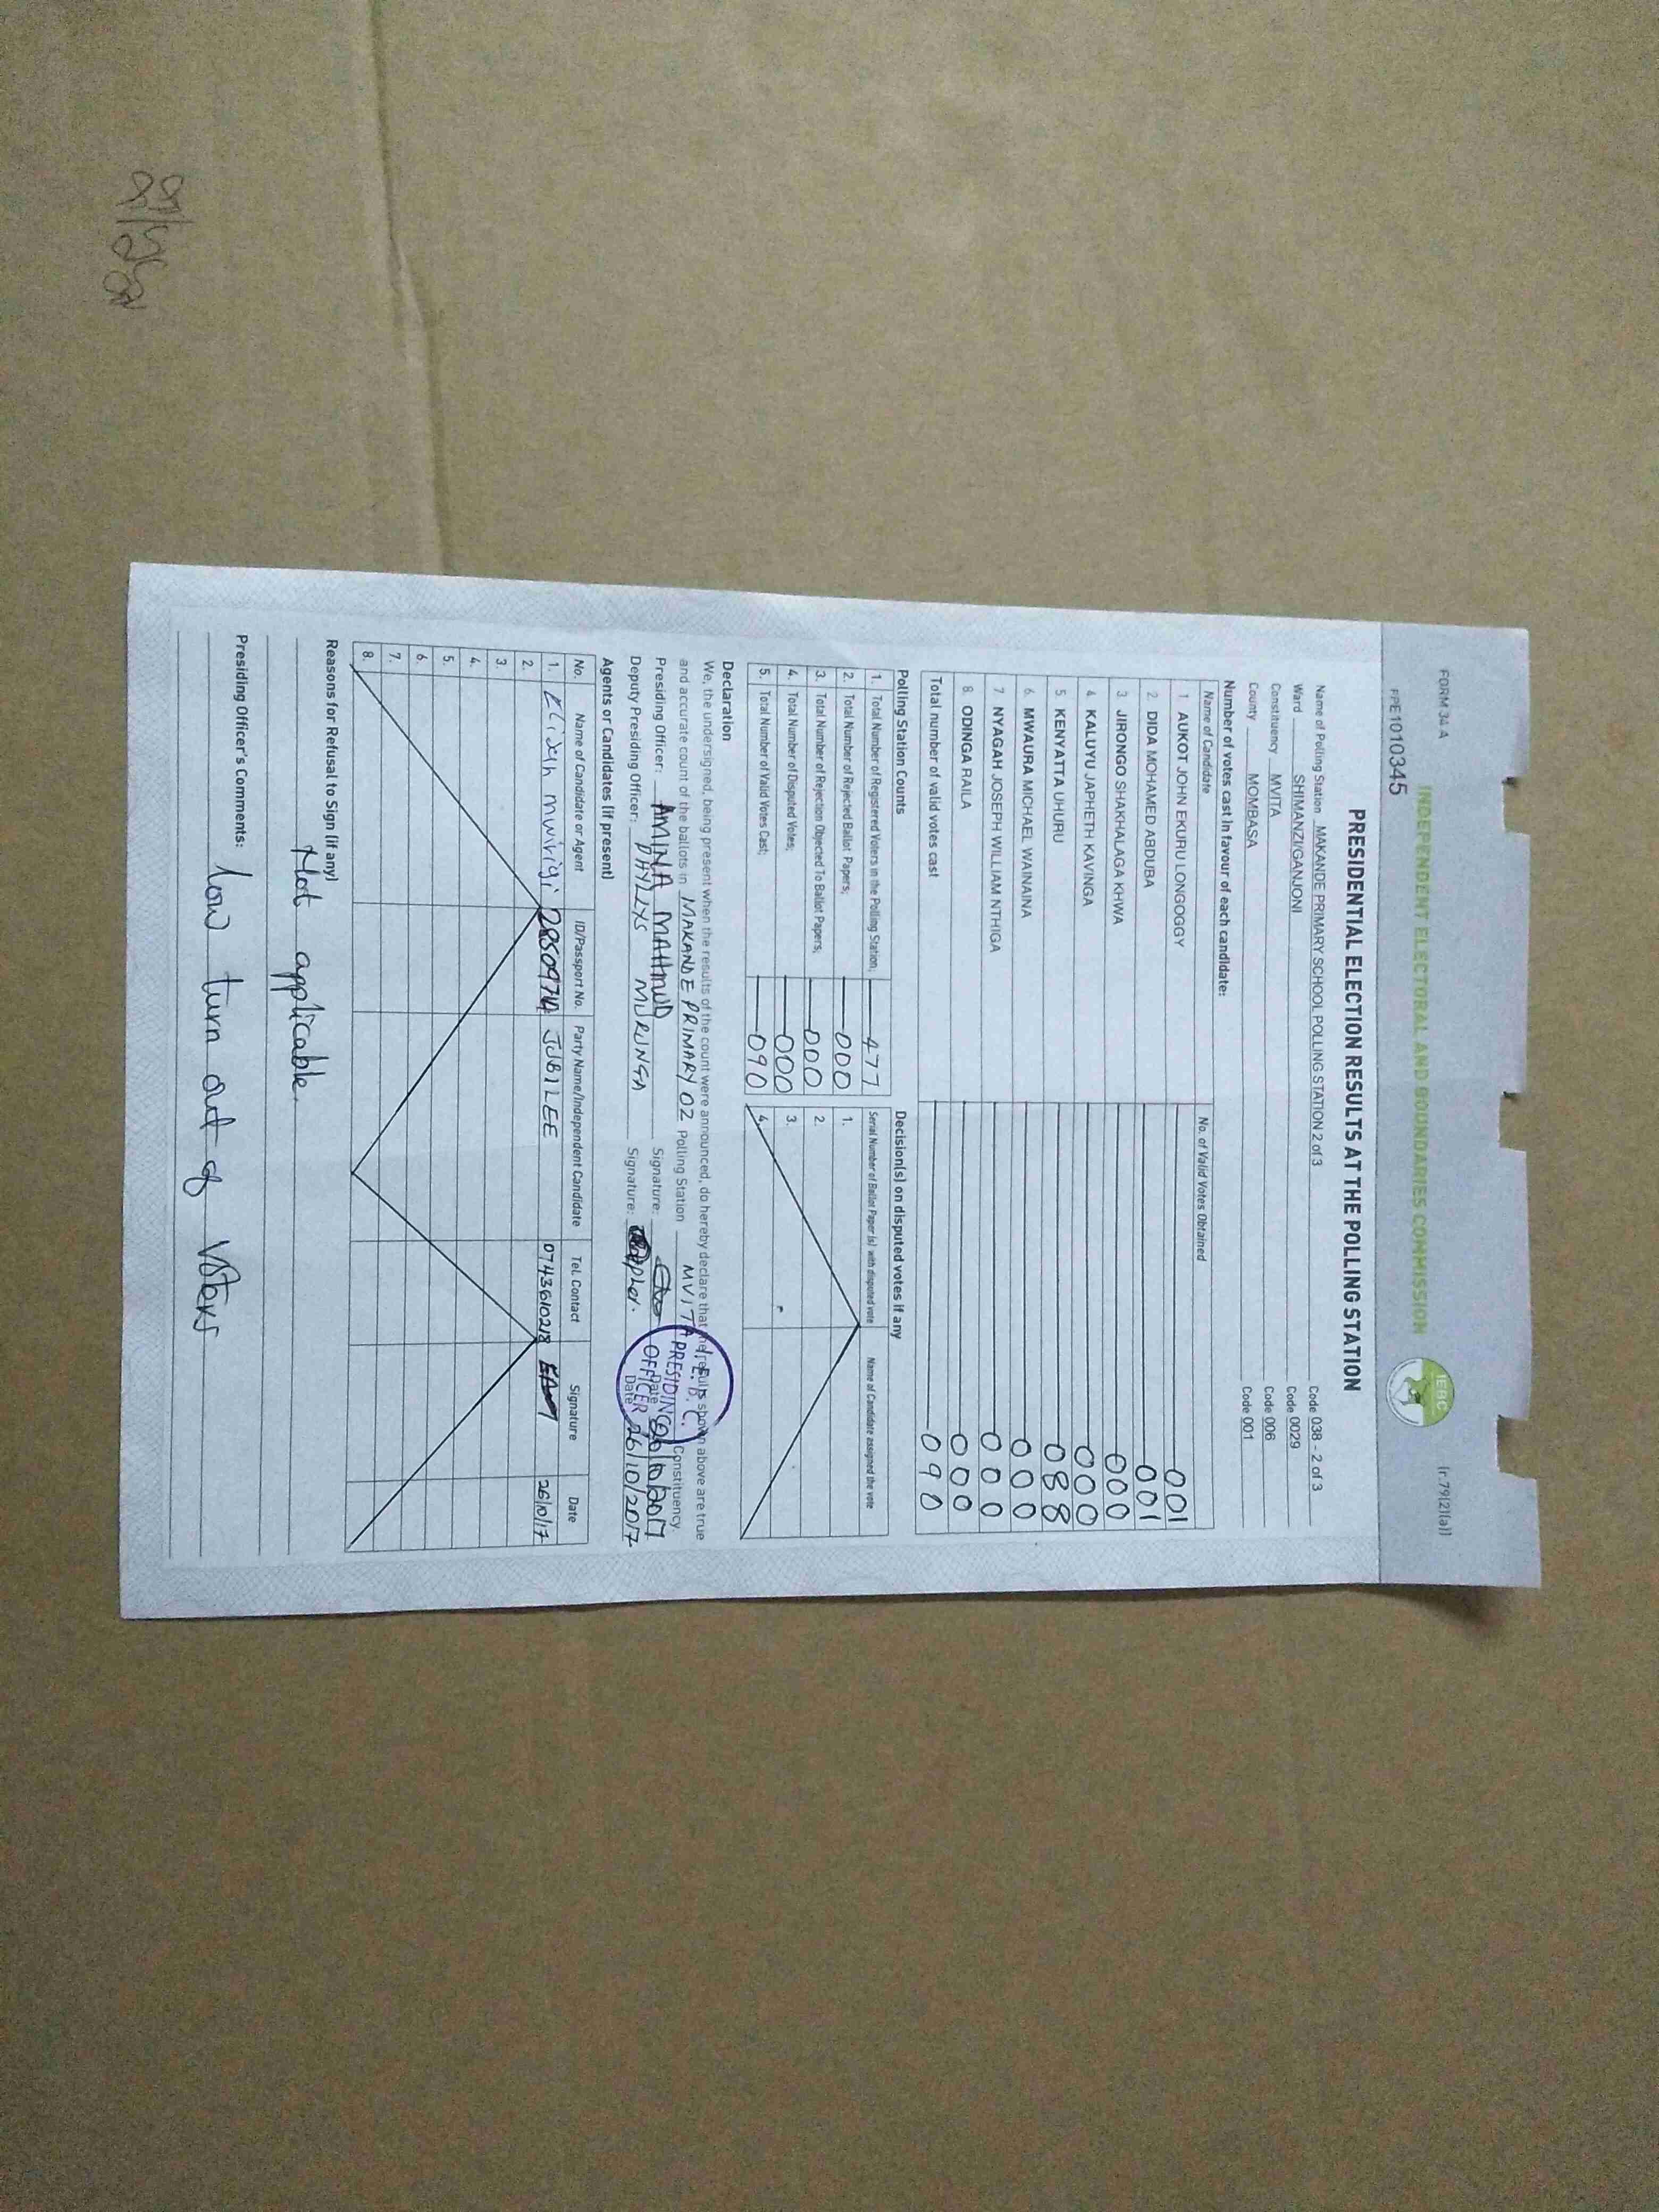 FORM 34 A
(r.79(2)(a))
INDEPENDENT ELECTORAL AND BOUNDARIES COMMISSION
IEBC
PPE1010345
PRESIDENTIAL ELECTION RESULTS AT THE POLLING STATION
Name of Polling Station MAKANDE PRIMARY SCHOOL POLLING STATION 2 of 3 Code 038 - 2 of 3
Ward SHIMANZI/GANJONI Code 0029
Constituency MVITA Code 006
County MOMBASA Code 001
Number of votes cast in favour of each candidate:
Name of Candidate No. of Valid Votes Obtained
1 AUKOT JOHN EKURU LONGOGGY 001
2 DIDA MOHAMED ABDUBA 001
3 JIRONGO SHAKHALAGA KHWA 000
4 KALUYU JAPHETH KAVINGA 000
5 KENYATTA UHURU 088
6 MWAURA MICHAEL WAINAINA 000
7 NYAGAH JOSEPH WILLIAM NTHIGA 000
8 ODINGA RAILA 000
Total number of valid votes cast 090
Polling Station Counts
1. Total Number of Registered Voters in the Polling Station; 477
2. Total Number of Rejected Ballot Papers; 000
3. Total Number of Rejection Objected To Ballot Papers; 000
4. Total Number of Disputed Votes; 000
5. Total Number of Valid Votes Cast; 090
Decision(s) on disputed votes if any
Serial Number of Ballot Paper (s) with disputed vote Name of Candidate assigned the vote
1.
2.
3.
4.
Declaration
We, the undersigned, being present when the results of the count were announced, do hereby declare that the results shown above are true
and accurate count of the ballots in MAKANDE PRIMARY 02 Polling Station MVITA Constituency.
Presiding Officer: AMINA MAHMUD Signature: Date 26/10/2017
Deputy Presiding Officer: PHYLIS MURUNGA Signature: Date 26/10/2017
I.E.B.C.
PRESIDING
OFFICER
Agents or Candidates (if present)
No. Name of Candidate or Agent ID/Passport No. Party Name/Independent Candidate Tel. Contact Signature Date
1. Elijah mwirigi 28509714 JUBILEE 0743610218 26/10/17
2.
3.
4.
5.
6.
7.
8.
Reasons for Refusal to Sign (if any)
Not applicable.
Presiding Officer's Comments: Low turn out of Voters